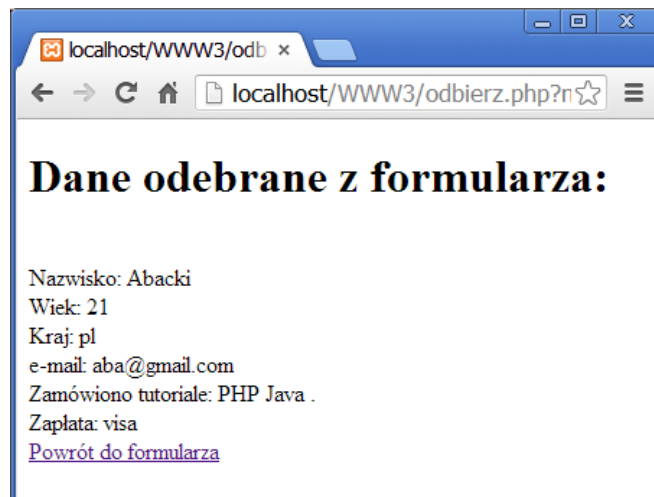 localhost/WWW3/odb
localhost/WWW3/odbierz.php?n
Dane odebrane z formularza:
Nazwisko: Abacki
Wiek: 21
Kraj: pl
e-mail: aba@gmail.com
Zamówiono tutoriale: PHP Java .
Zapłata: visa
Powrót do formularza